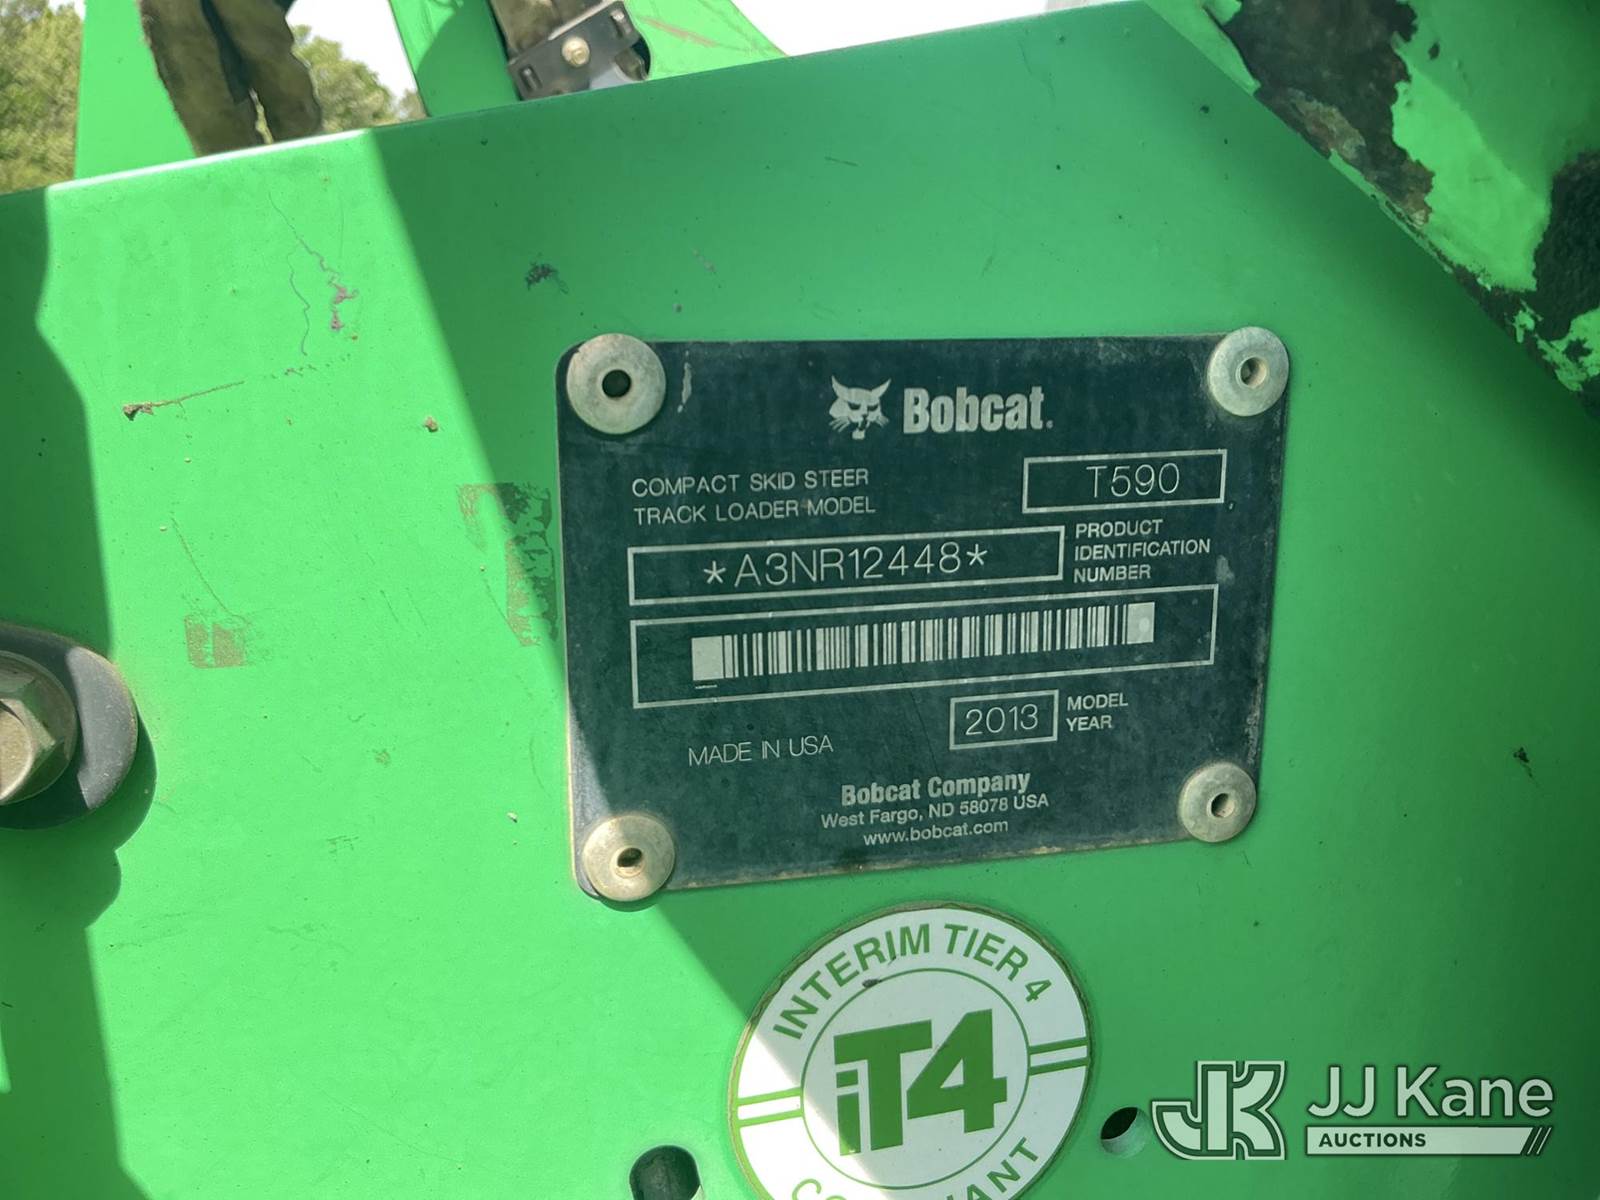 Bobcat.
COMPACT SKID STEER
TRACK LOADER MODEL
T590
*A3NR12448*
PRODUCT
IDENTIFICATION
NUMBER
2013
MODEL
YEAR
MADE IN USA
Bobcat Company
West Fargo, ND 58078 USA
www.bobcat.com
INTERIM TIER 4
iT4
JK
JJ Kane
AUCTIONS